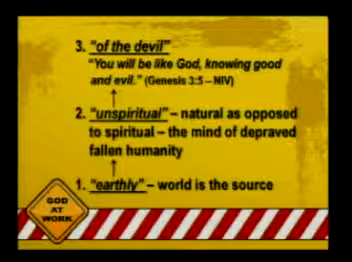 3. "of the devil"
"You will be like God, knowing good
and evil." (Genesis 3:5 – NIV)
2. "unspiritual" – natural as opposed
to spiritual – the mind of depraved
fallen humanity
1. "earthly" – world is the source
GOD
AT
WORK